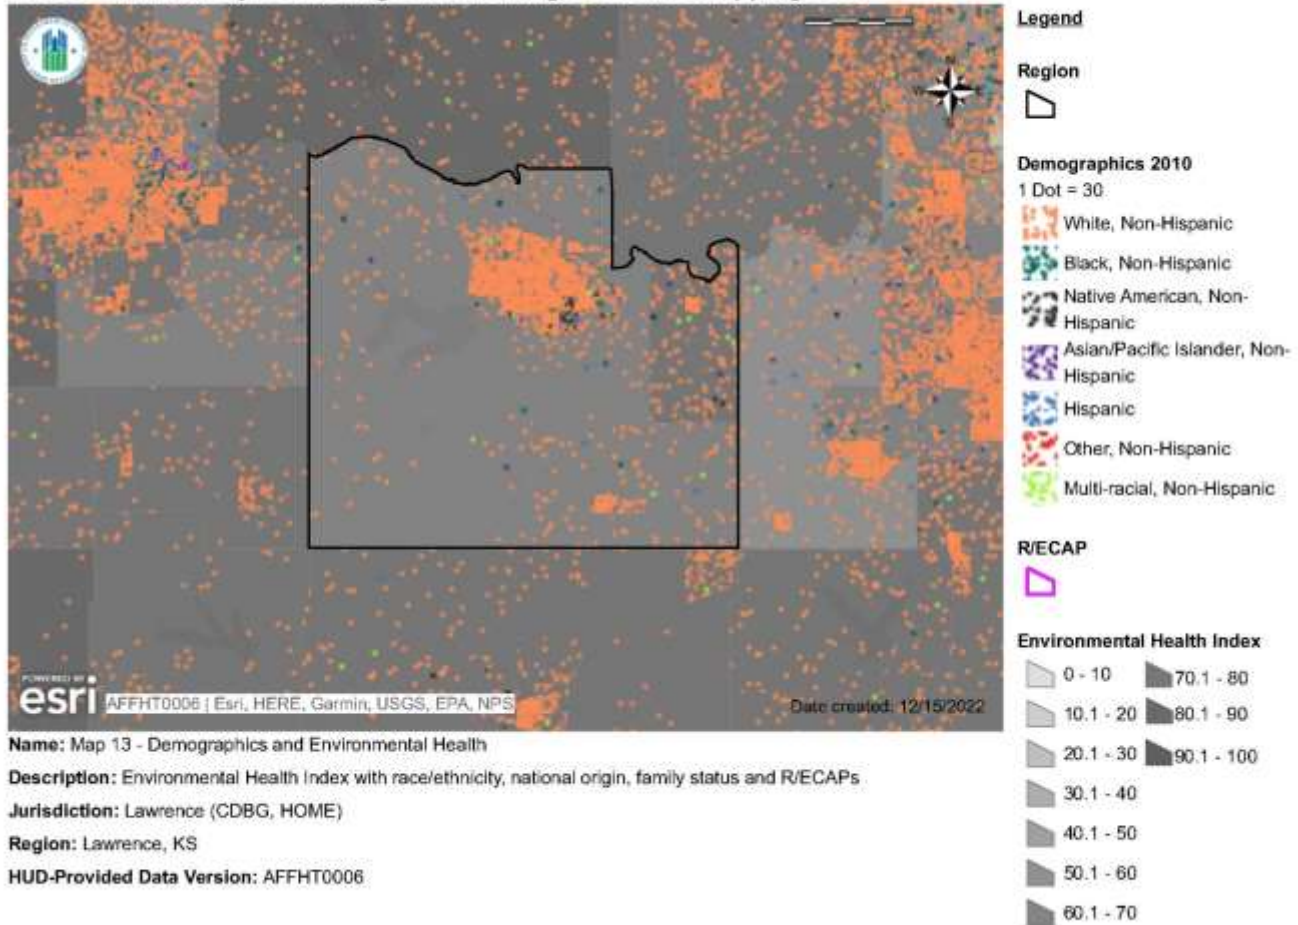 Legend
Region
Demographics 2010
1 Dot = 30
White, Non-Hispanic
Black, Non-Hispanic
Native American, Non-
Hispanic
Asian/Pacific Islander, Non-
Hispanic
Hispanic
Other, Non-Hispanic
Multi-racial, Non-Hispanic
R/ECAP
Environmental Health Index
0 - 10
10.1 - 20
20.1 - 30
30.1 - 40
40.1 - 50
50.1 - 60
60.1 - 70
70.1 - 80
80.1 - 90
90.1 - 100
N
W
E
POWERED BY
esri
AFFHT0006 | Esri, HERE, Garmin, USGS, EPA, NPS
Date created: 12/15/2022
Name: Map 13 - Demographics and Environmental Health
Description: Environmental Health Index with race/ethnicity, national origin, family status and R/ECAPs
Jurisdiction: Lawrence (CDBG, HOME)
Region: Lawrence, KS
HUD-Provided Data Version: AFFHT0006